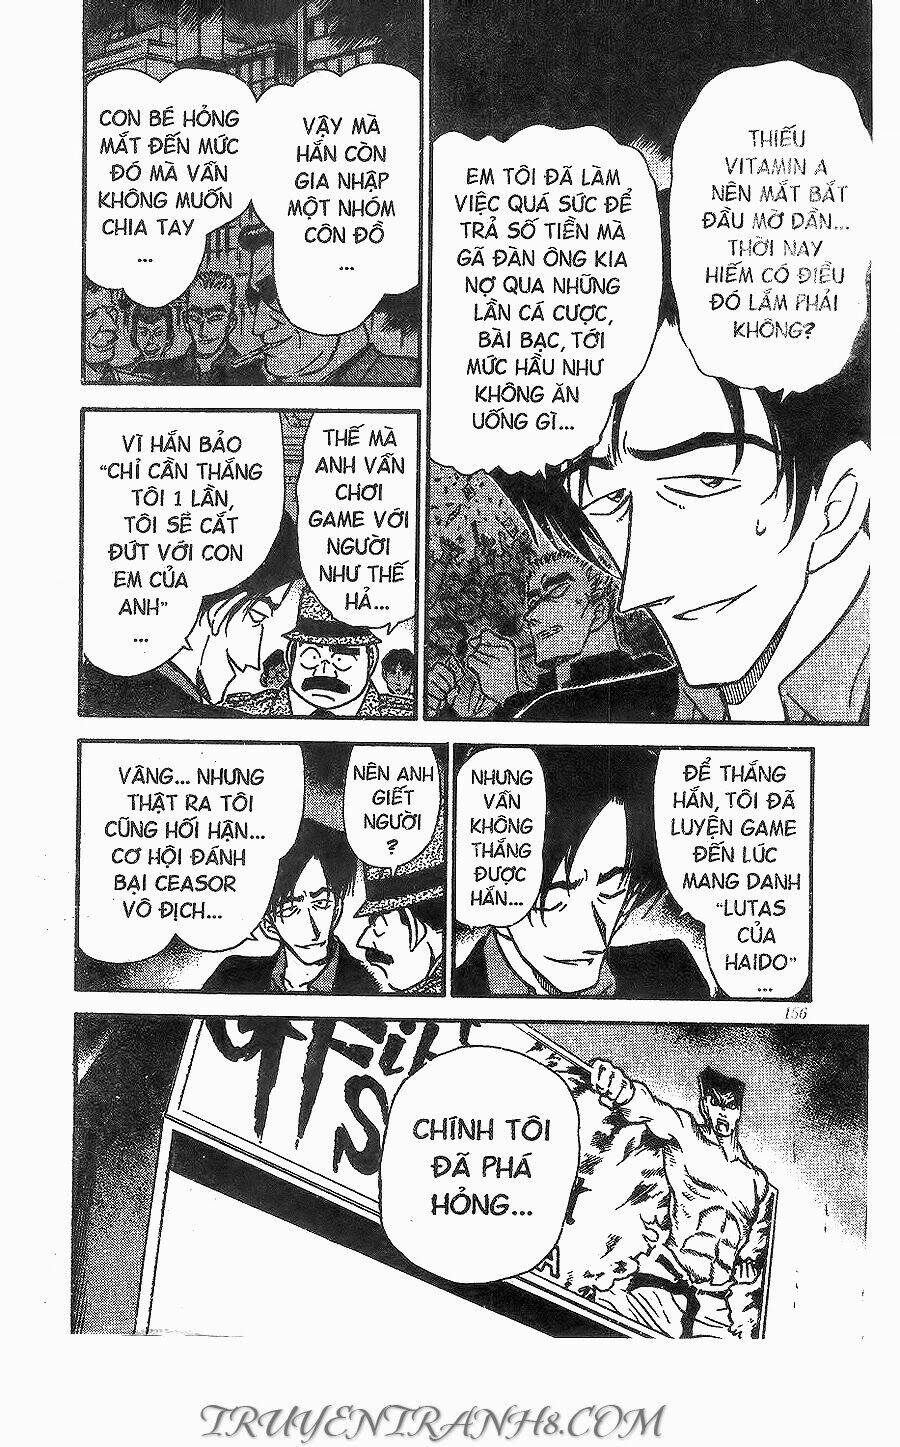 THIẾU
VITAMIN A
NÊN MẮT BẮT
ĐẦU MỜ DẦN...
THỜI NAY
HIẾM CÓ ĐIỀU
ĐÓ LẮM PHẢI
KHÔNG?
EM TÔI ĐÃ LÀM
VIỆC QUÁ SỨC ĐỂ
TRẢ SỐ TIỀN MÀ
GÃ ĐÀN ÔNG KIA
NỢ QUA NHỮNG
LẦN CÁ CƯỢC,
BÀI BẠC, TỚI
MỨC HẦU NHƯ
KHÔNG ĂN
UỐNG GÌ...
VẬY MÀ
HẮN CÒN
GIA NHẬP
MỘT NHÓM
CÔN ĐỒ
...
CON BÉ HỎNG
MẮT ĐẾN MỨC
ĐÓ MÀ VẪN
KHÔNG MUỐN
CHIA TAY
...
THẾ MÀ
ANH VẪN
CHƠI
GAME VỚI
NGƯỜI
NHƯ THẾ
HẢ...
VÌ HẮN BẢO
"CHỈ CẦN THẮNG
TÔI 1 LẦN,
TÔI SẼ CẮT
ĐỨT VỚI CON
EM CỦA
ANH"
...
ĐỂ THẮNG
HẮN, TÔI ĐÃ
LUYỆN GAME
ĐẾN LÚC
MANG DANH
"LUTAS
CỦA
HAIDO"
...
NHƯNG
VẪN
KHÔNG
THẮNG
ĐƯỢC
HẮN...
NÊN ANH
GIẾT
NGƯỜI
?
VÂNG... NHƯNG
THẬT RA TÔI
CŨNG HỐI HẬN...
CƠ HỘI ĐÁNH
BẠI CEASOR
VÔ ĐỊCH...
156
CHÍNH TÔI
ĐÃ PHÁ
HỎNG...
TRUYENTRANH8.COM